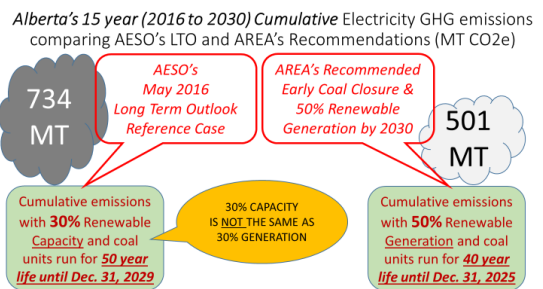 Alberta's 15 year (2016 to 2030) Cumulative Electricity GHG emissions
comparing AESO's LTO and AREA's Recommendations (MT CO2e)
734
MT
AESO's
May 2016
Long Term Outlook
Reference Case
AREA's Recommended
Early Coal Closure &
50% Renewable
Generation by 2030
501
MT
Cumulative emissions
with 30% Renewable
Capacity and coal
units run for 50 year
life until Dec. 31, 2029
30% CAPACITY
IS NOT THE SAME AS
30% GENERATION
Cumulative emissions
with 50% Renewable
Generation and coal
units run for 40 year
life until Dec. 31, 2025